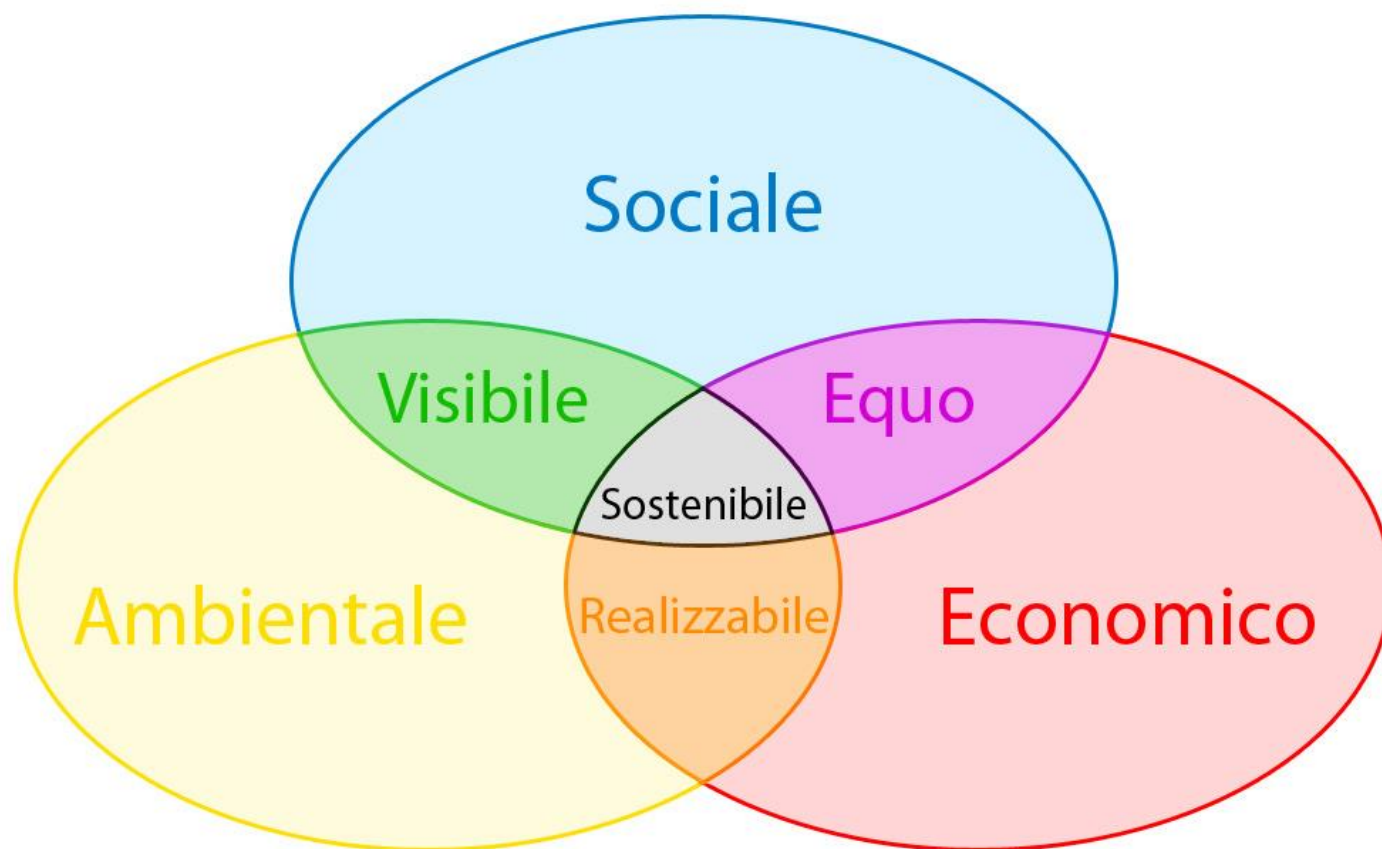 Sociale
Visibile
Equo
Sostenibile
Ambientale
Realizzabile
Economico